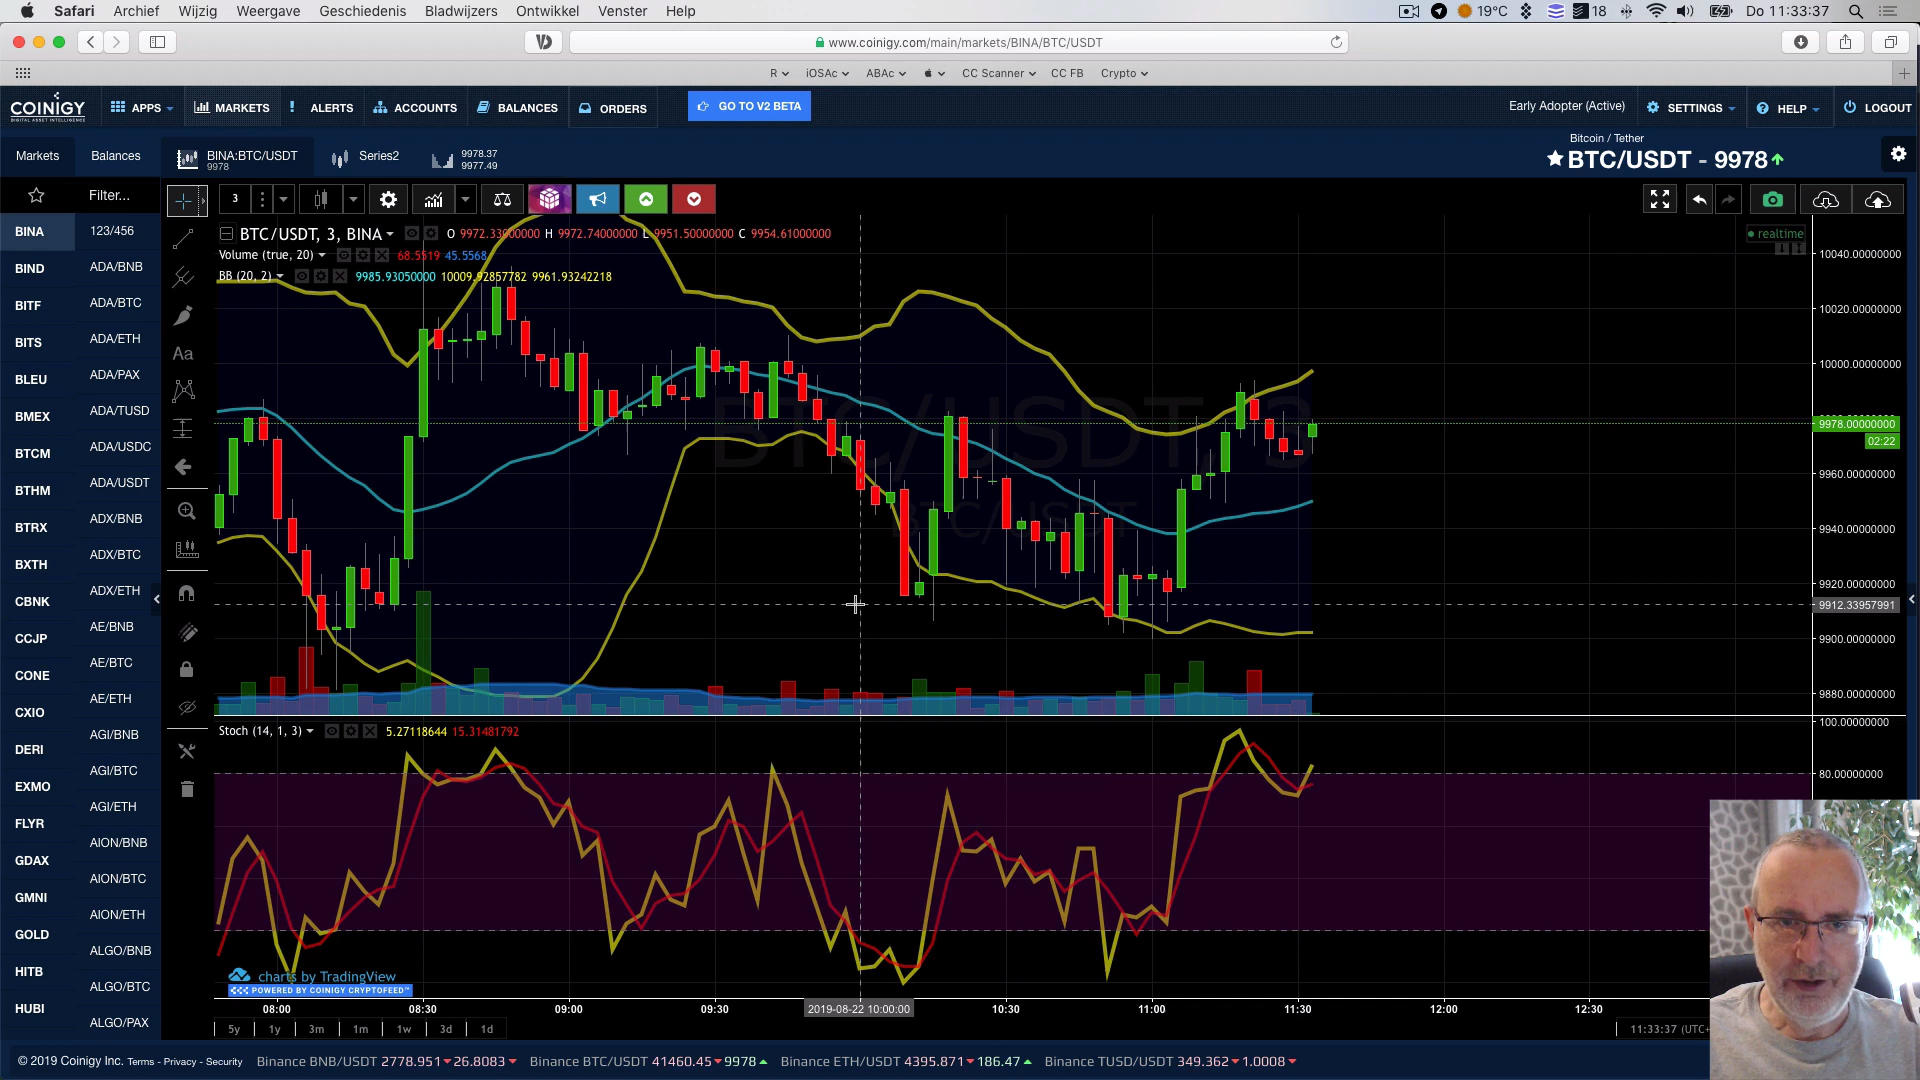 Safari Archief Wijzig Weergave Geschiedenis Bladwijzers Ontwikkel Venster Help 19°C 18 Do 11:33:37
www.coinigy.com/main/markets/BINA/BTC/USDT
R iOSAc ABAc CC Scanner CC FB Crypto
COINIGY APPS MARKETS ! ALERTS ACCOUNTS BALANCES ORDERS GO TO V2 BETA Early Adopter (Active) SETTINGS HELP LOGOUT
DIGITAL ASSET INTELLIGENCE
Markets Balances BINA:BTC/USDT Series2 9978.37
9978 9977.49
Bitcoin / Tether
BTC/USDT - 9978
Filter... 3
BINA 123/456
BIND ADA/BNB
BITF ADA/BTC
BITS ADA/ETH
BLEU ADA/PAX
BMEX ADA/TUSD
BTCM ADA/USDC
BTHM ADA/USDT
BTRX ADX/BNB
BXTH ADX/BTC
CBNK ADX/ETH
CCJP AE/BNB
CONE AE/BTC
CXIO AE/ETH
DERI AGI/BNB
EXMO AGI/BTC
FLYR AGI/ETH
GDAX AION/BNB
GMNI AION/BTC
GOLD AION/ETH
HITB ALGO/BNB
HUBI ALGO/BTC
ALGO/PAX
Aa
BTC/USDT, 3, BINA O 9972.33000000 H 9972.74000000 L 9951.50000000 C 9954.61000000
Volume (true, 20) 68.5519 45.5568
BB (20, 2) 9985.93050000 10009.92857782 9961.93242218
realtime
BTC/USDT, 3
BTC/USDT
10040.00000000
10020.00000000
10000.00000000
9978.00000000
02:22
9960.00000000
9940.00000000
9920.00000000
9912.33957991
9900.00000000
9880.00000000
Stoch (14, 1, 3) 5.27118644 15.31481792
100.00000000
80.00000000
charts by TradingView
POWERED BY COINIGY CRYPTOFEED™
08:00 08:30 09:00 09:30 2019-08-22 10:00:00 10:30 11:00 11:30 12:00 12:30
5y 1y 3m 1m 1w 3d 1d 11:33:37 (UTC+
© 2019 Coinigy Inc. Terms - Privacy - Security Binance BNB/USDT 2778.951 26.8083 Binance BTC/USDT 41460.45 9978 Binance ETH/USDT 4395.871 186.47 Binance TUSD/USDT 349.362 1.0008